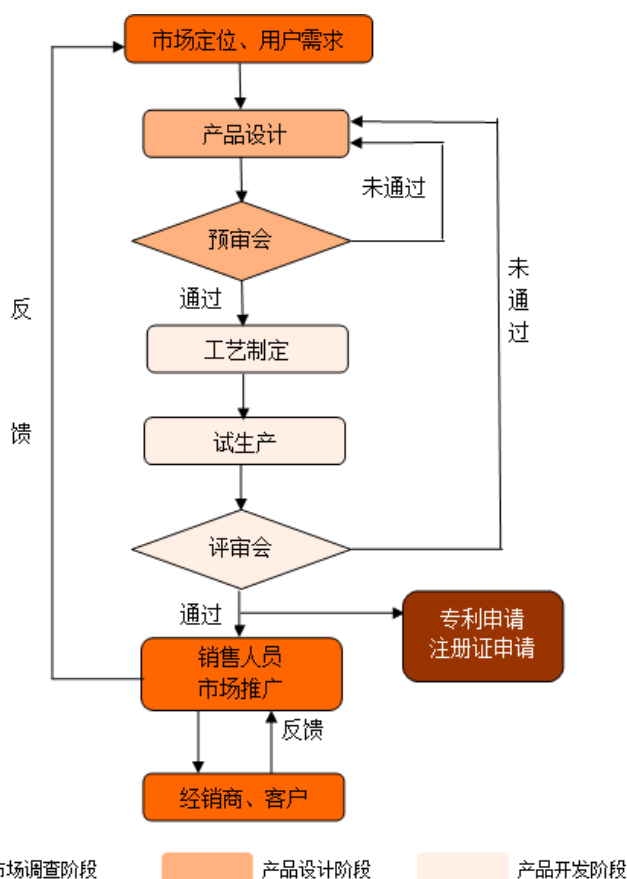 市场定位、用户需求
产品设计
未通过
预审会
通过
未
通
过
反
馈
工艺制定
试生产
评审会
通过
专利申请
注册证申请
销售人员
市场推广
反馈
经销商、客户
市场调查阶段
产品设计阶段
产品开发阶段